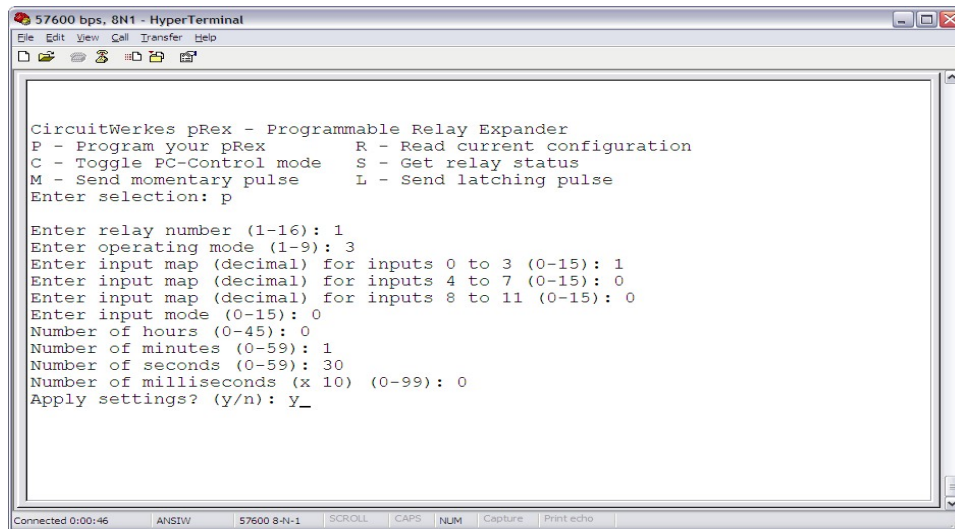 57600 bps, 8N1 - HyperTerminal
File Edit View Call Transfer Help
CircuitWerkes pRex - Programmable Relay Expander
P - Program your pRex R - Read current configuration
C - Toggle PC-Control mode S - Get relay status
M - Send momentary pulse L - Send latching pulse
Enter selection: p
Enter relay number (1-16): 1
Enter operating mode (1-9): 3
Enter input map (decimal) for inputs 0 to 3 (0-15): 1
Enter input map (decimal) for inputs 4 to 7 (0-15): 0
Enter input map (decimal) for inputs 8 to 11 (0-15): 0
Enter input mode (0-15): 0
Number of hours (0-45): 0
Number of minutes (0-59): 1
Number of seconds (0-59): 30
Number of milliseconds (x 10) (0-99): 0
Apply settings? (y/n): y_
Connected 0:00:46 ANSIW 57600 8-N-1 SCROLL CAPS NUM Capture Print echo